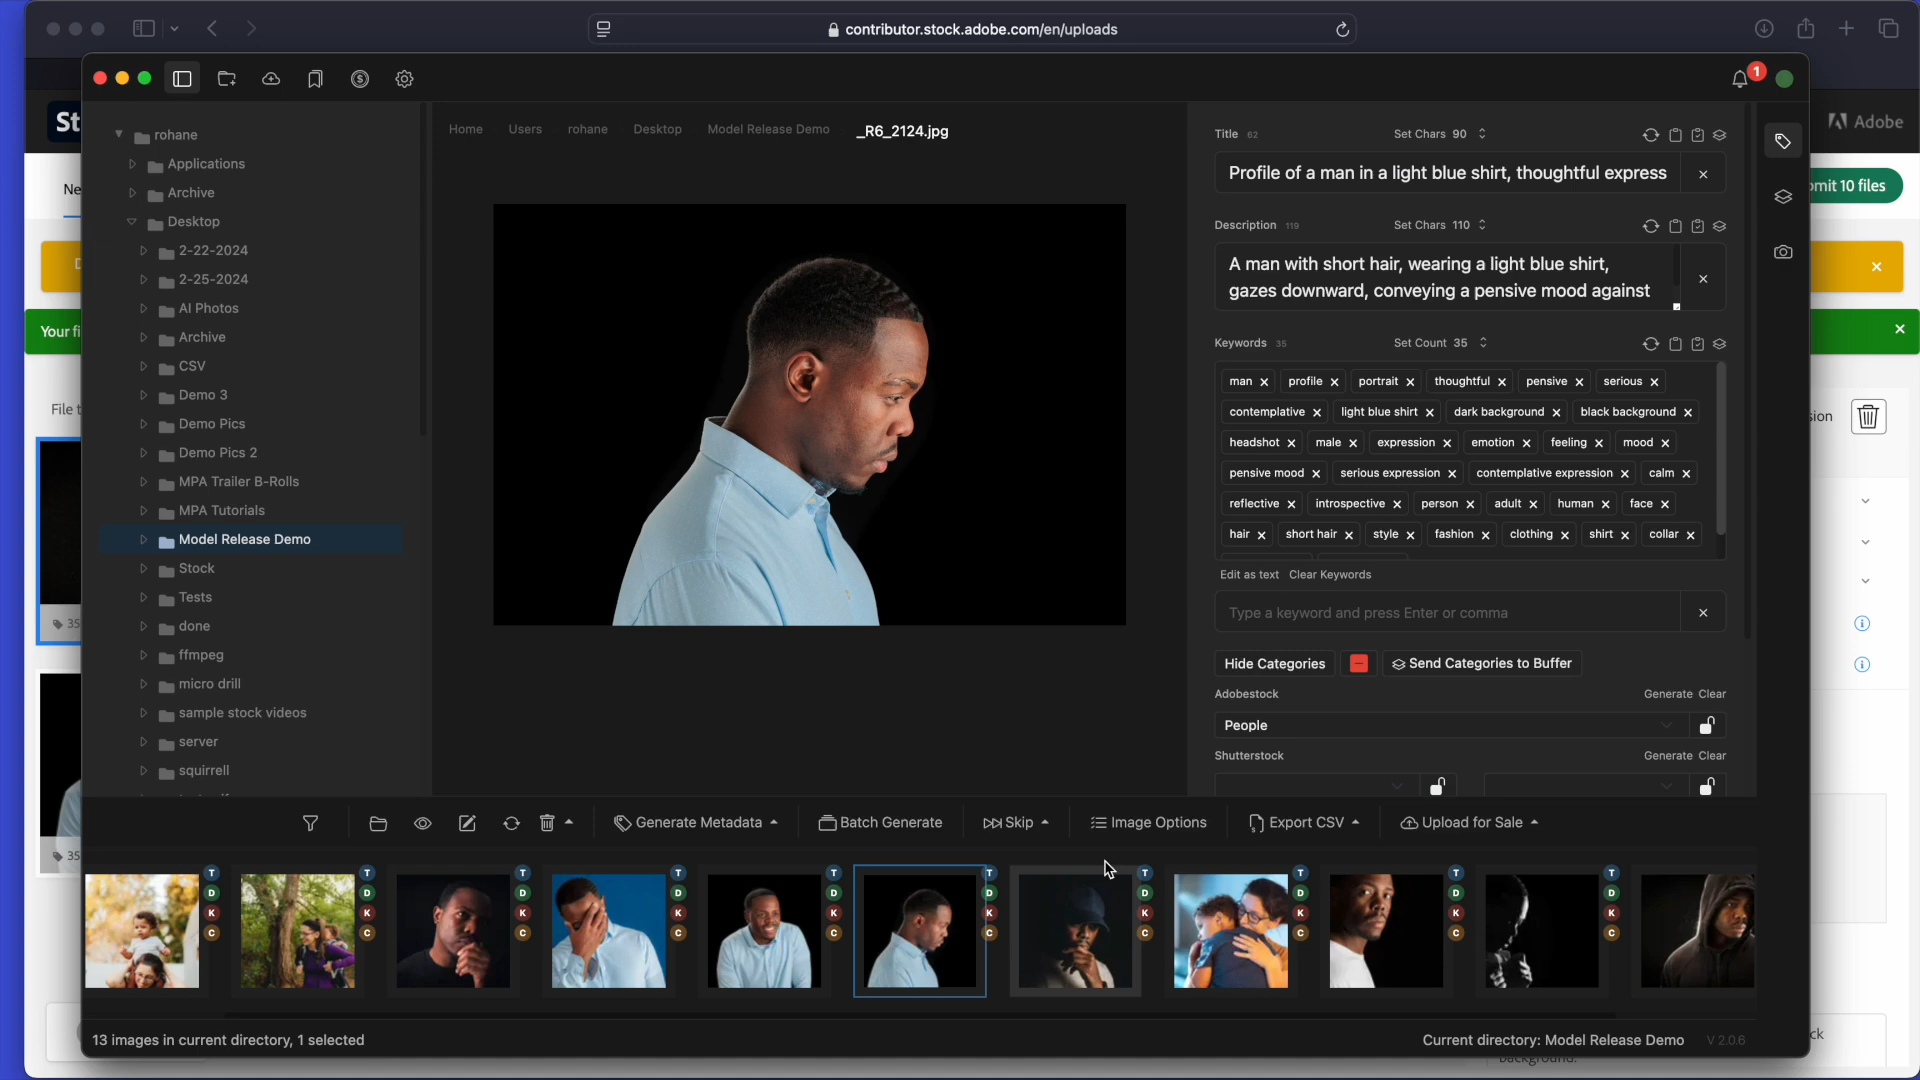 contributor.stock.adobe.com/en/uploads
1
St
Adobe
rohane
Applications
Archive
Desktop
2-22-2024
2-25-2024
AI Photos
Archive
CSV
Demo 3
Demo Pics
Demo Pics 2
MPA Trailer B-Rolls
MPA Tutorials
Model Release Demo
Stock
Tests
done
ffmpeg
micro drill
sample stock videos
server
squirrell
Home Users rohane Desktop Model Release Demo _R6_2124.jpg
Title 62 Set Chars 90
Profile of a man in a light blue shirt, thoughtful express
Description 119 Set Chars 110
A man with short hair, wearing a light blue shirt,
gazes downward, conveying a pensive mood against
Keywords 35 Set Count 35
man profile portrait thoughtful pensive serious
contemplative light blue shirt dark background black background
headshot male expression emotion feeling mood
pensive mood serious expression contemplative expression calm
reflective introspective person adult human face
hair short hair style fashion clothing shirt collar
Edit as text Clear Keywords
Type a keyword and press Enter or comma
Hide Categories Send Categories to Buffer
Adobestock Generate Clear
People
Shutterstock Generate Clear
Ne
mit 10 files
Your fi
File t
sion
35
35
ck
background.
Generate Metadata Batch Generate Skip Image Options Export CSV Upload for Sale
T T T T T T T T T T
D D D D D D D D D D
K K K K K K K K K K
C C C C C C C C C C
13 images in current directory, 1 selected
Current directory: Model Release Demo V 2.0.6